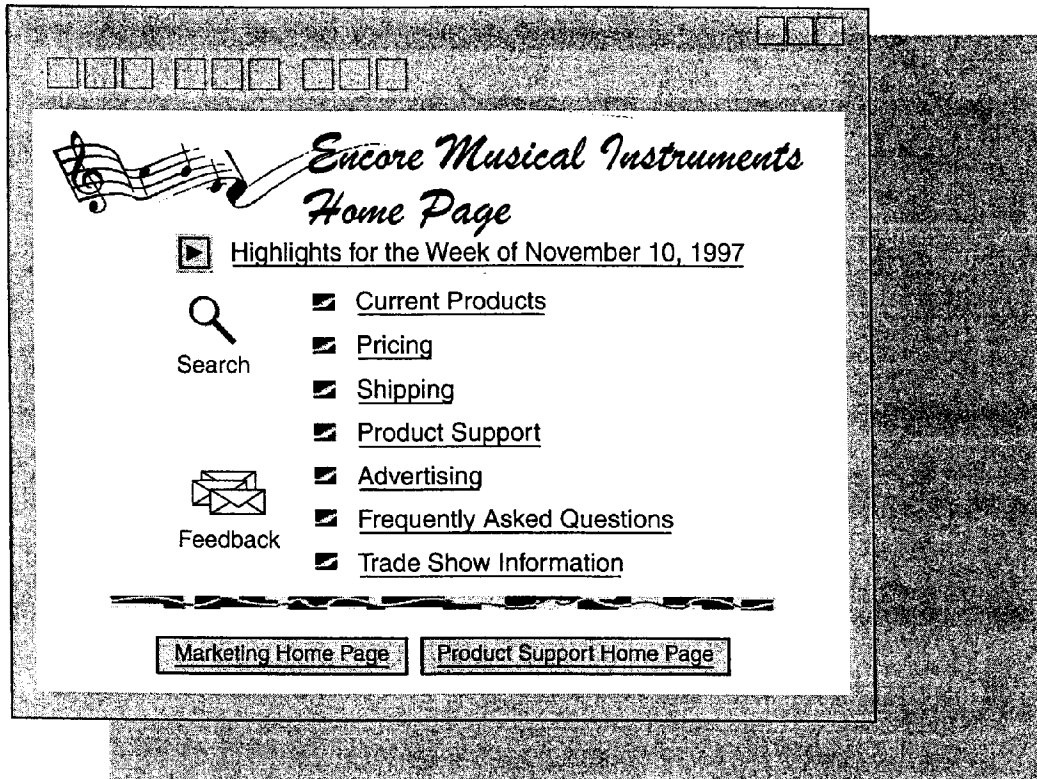 Encore Musical Instruments
Home Page
Highlights for the Week of November 10, 1997
Current Products
Pricing
Search
Shipping
Product Support
Advertising
Feedback
Frequently Asked Questions
Trade Show Information
Marketing Home Page
Product Support Home Page